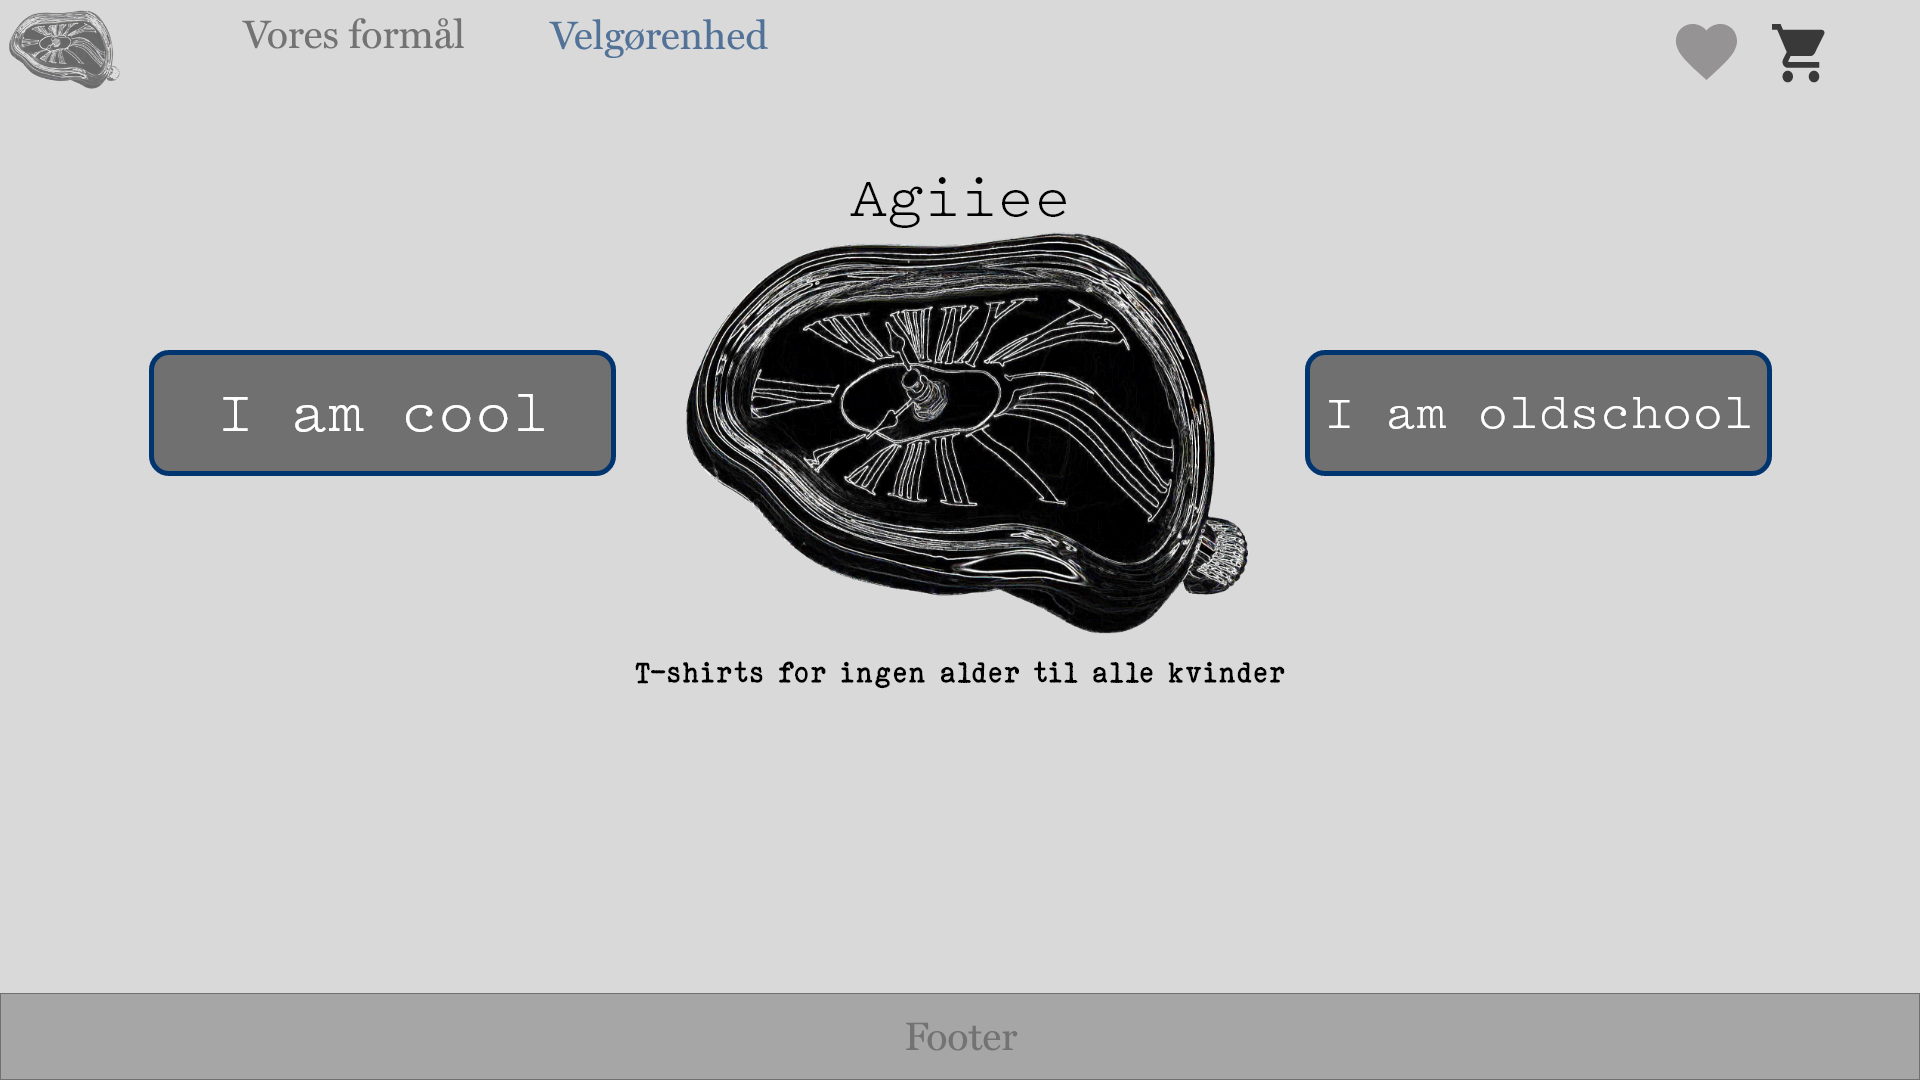 Vores formål
Velgørenhed
Agiiee
I am cool
I am oldschool
T-shirts for ingen alder til alle kvinder
Footer